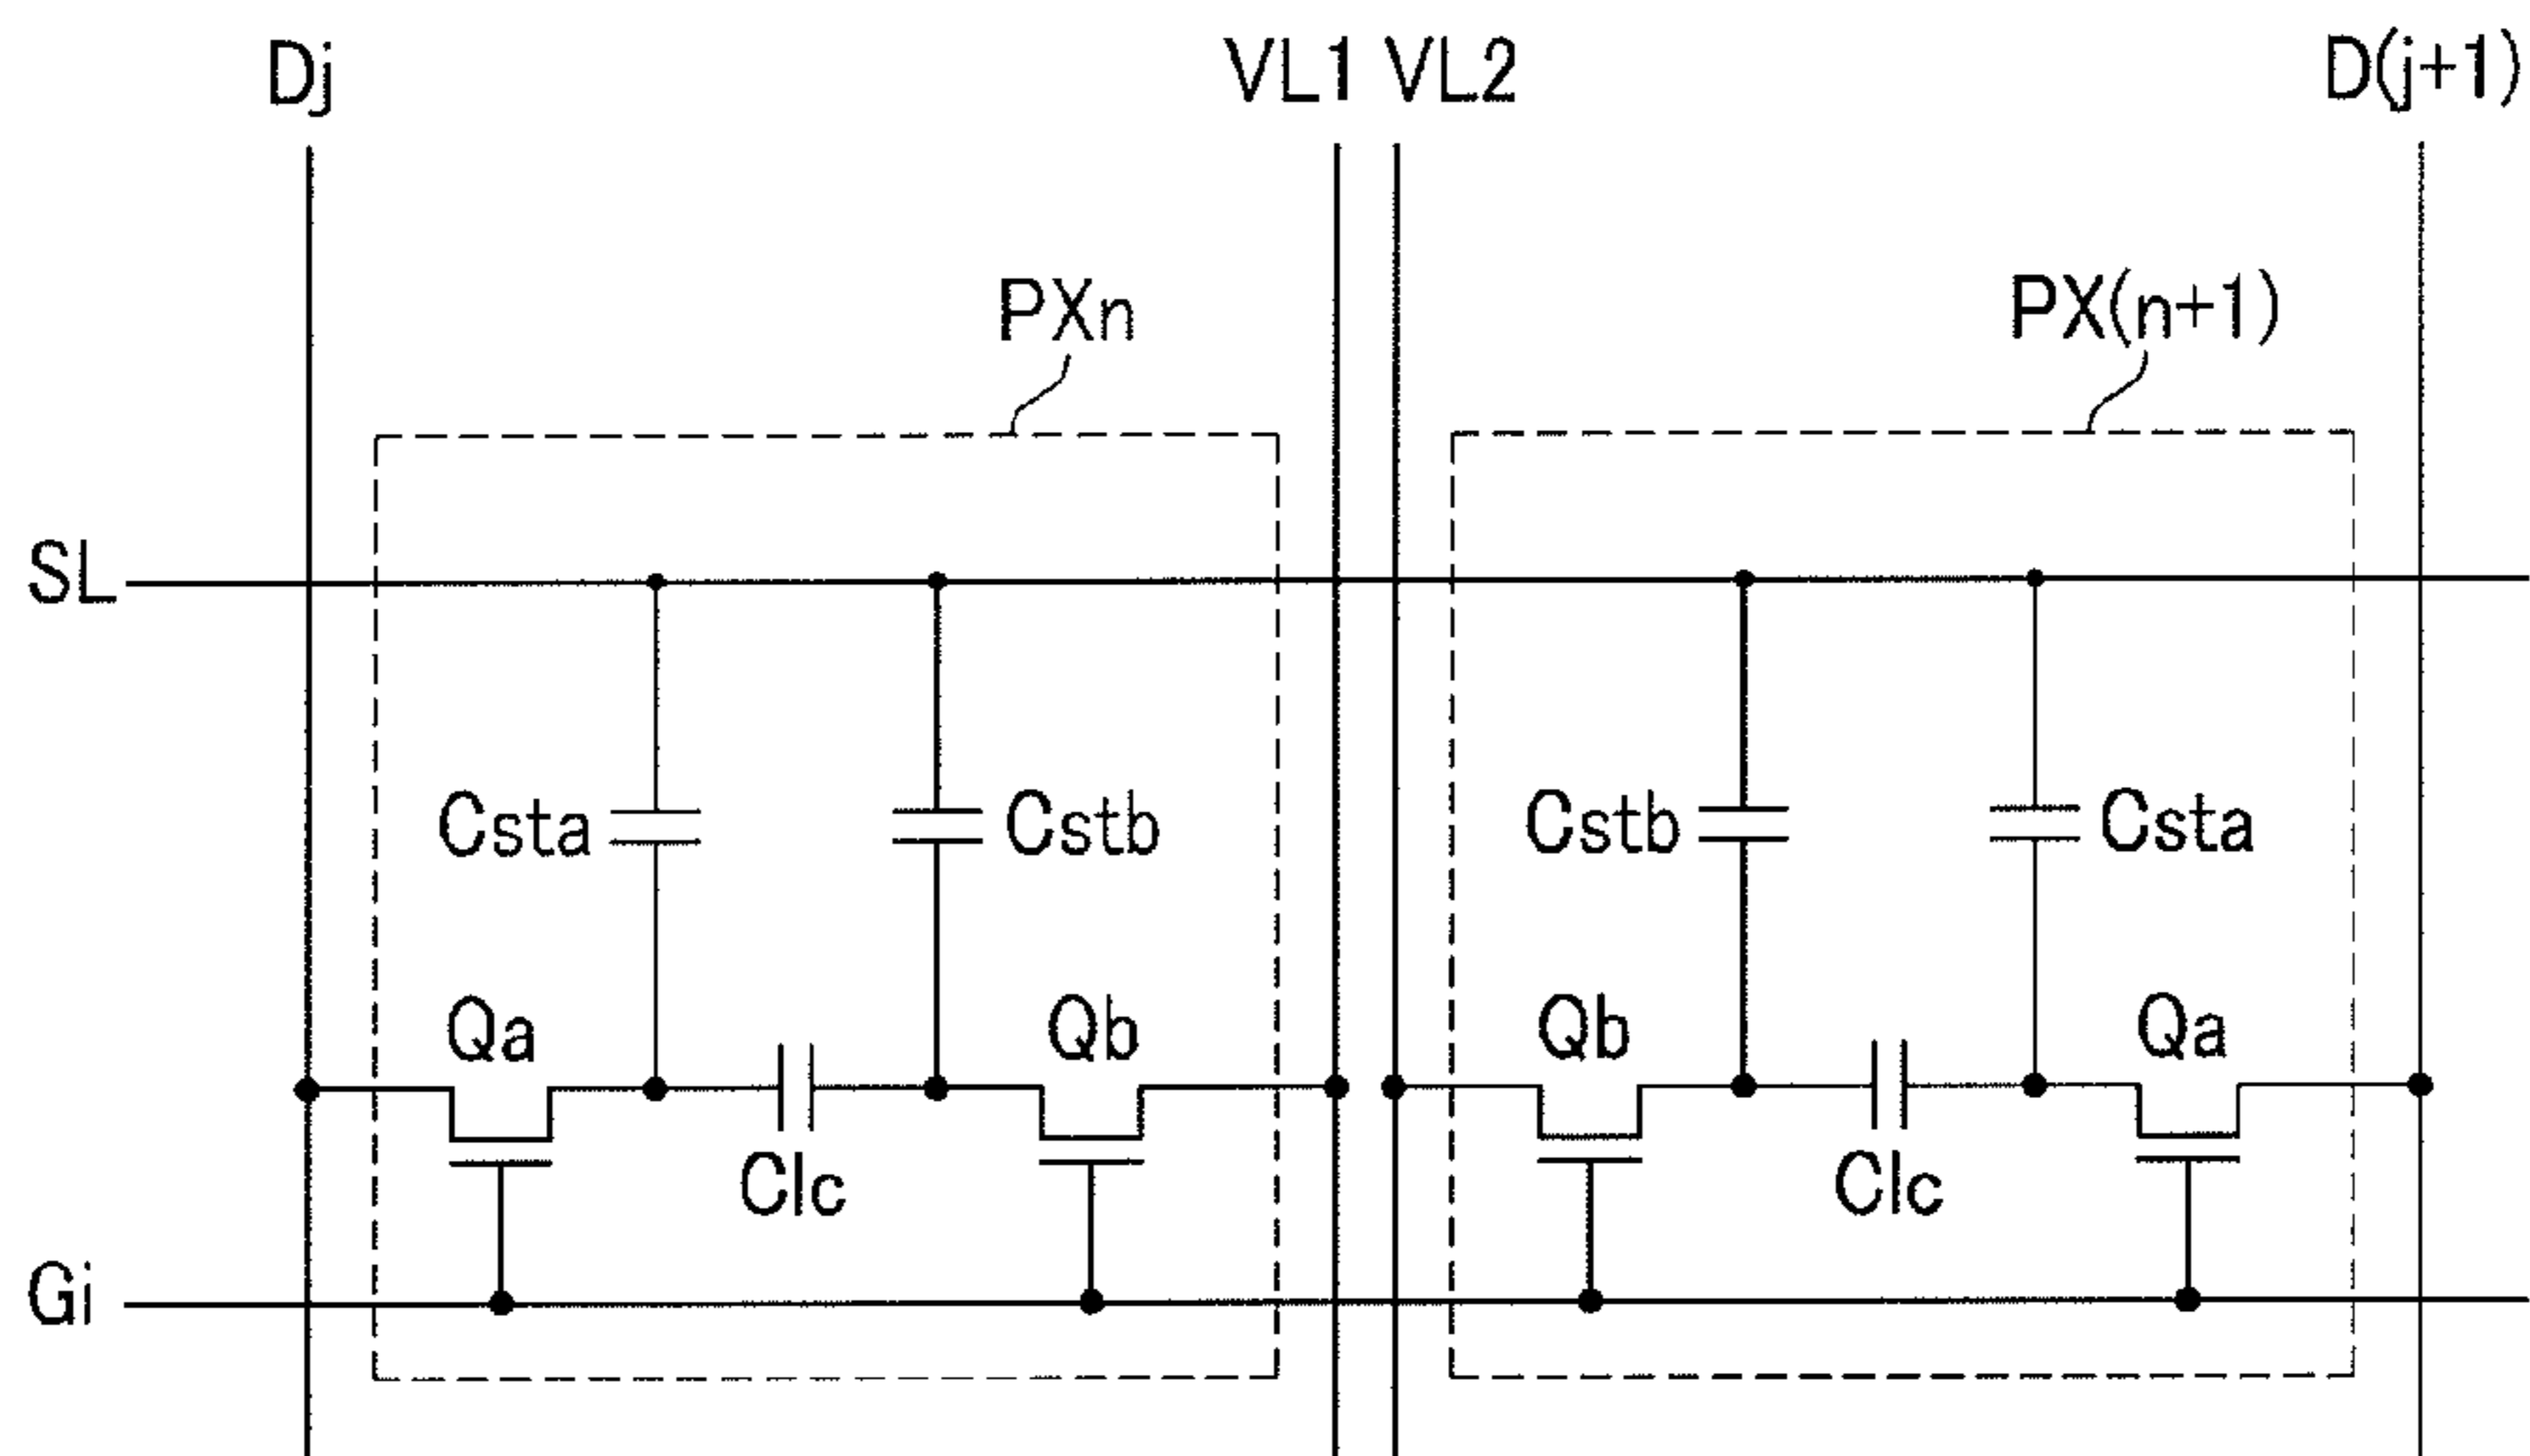 Dj VL1 VL2 D(j+1)
PXn PX(n+1)
SL
Csta Cstb Cstb Csta
Qa Qb Qb Qa
Clc Clc
Gi